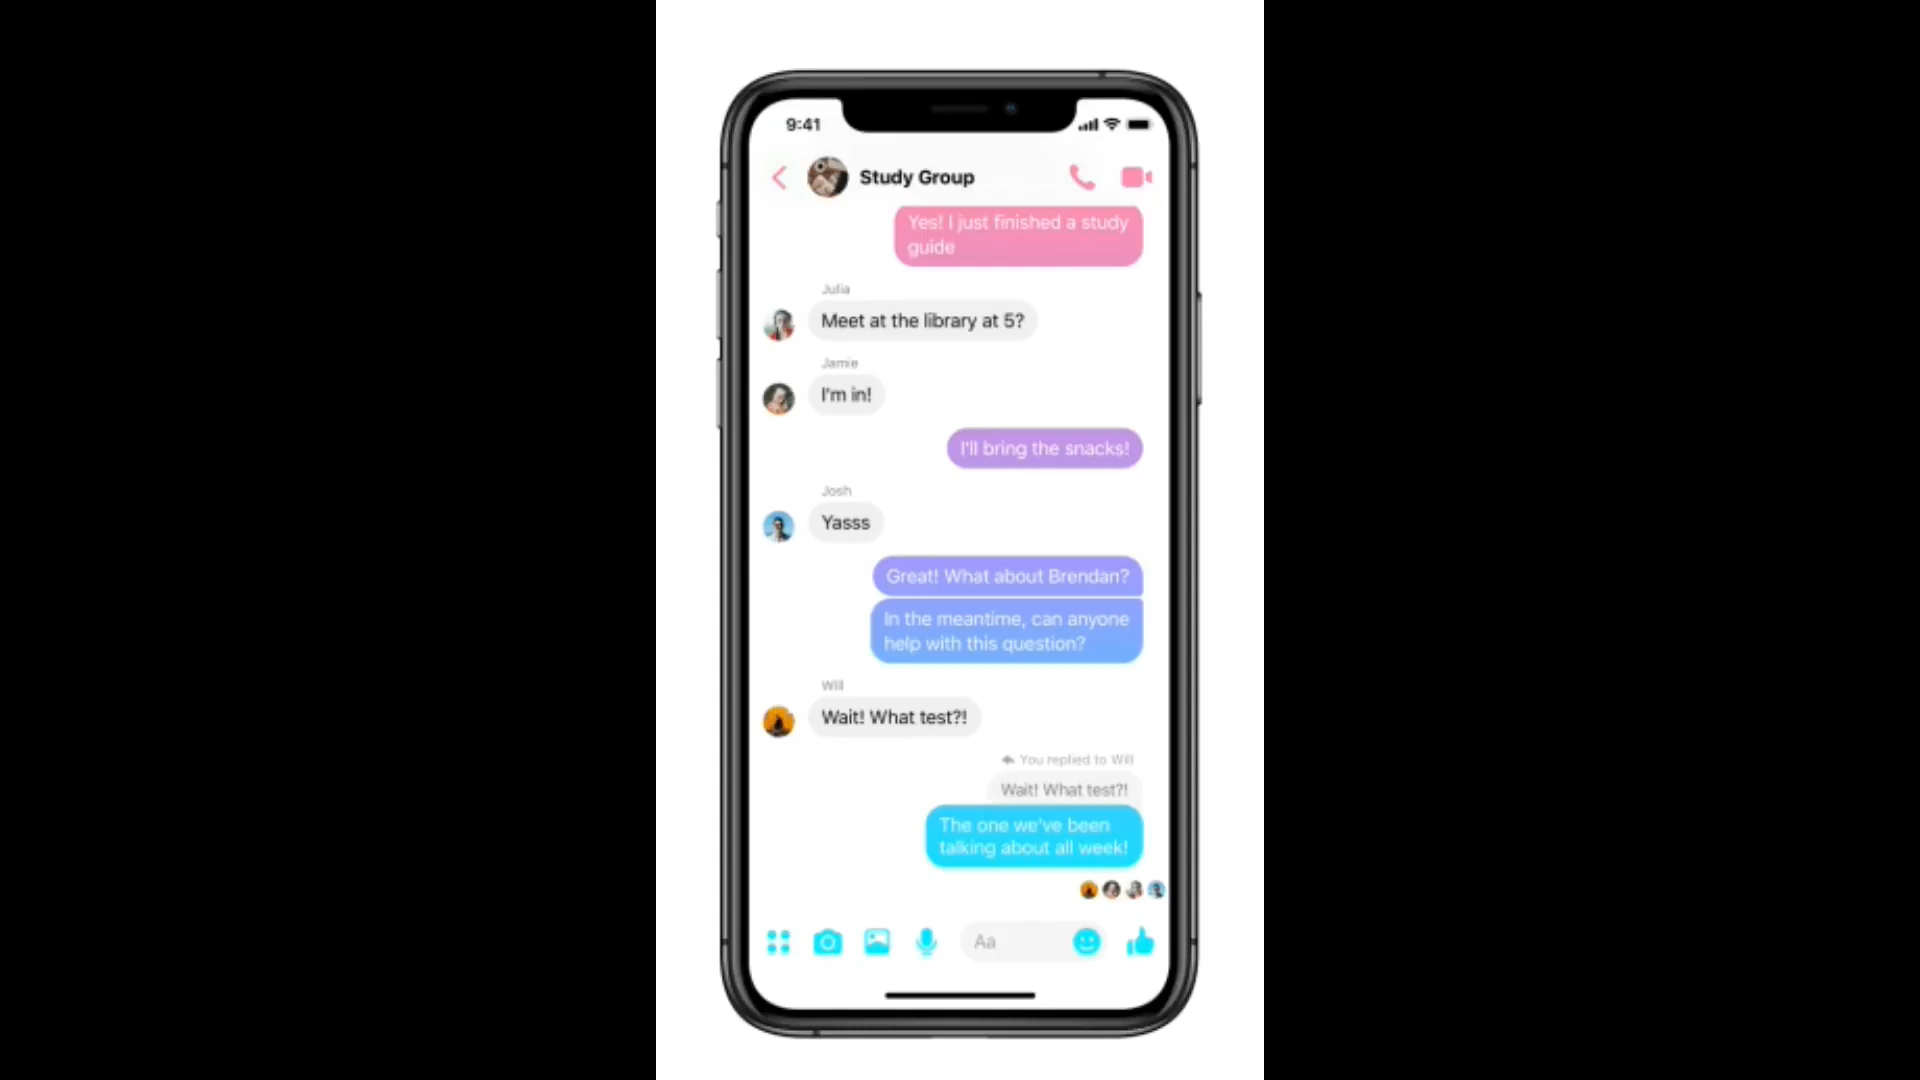 9:41
Study Group
Yes! I just finished a study
guide
Julia
Meet at the library at 5?
Jamie
I'm in!
I'll bring the snacks!
Josh
Yasss
Great! What about Brendan?
In the meantime, can anyone
help with this question?
Will
Wait! What test?!
You replied to Will
Wait! What test?!
The one we've been
talking about all week!
Aa